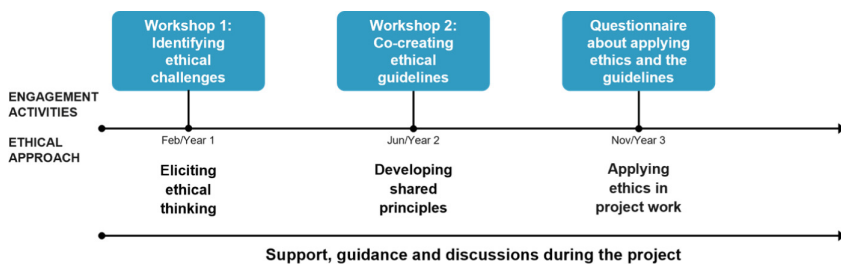 Workshop 1:
Identifying
ethical
challenges
Workshop 2:
Co-creating
ethical
guidelines
Questionnaire
about applying
ethics and the
guidelines
ENGAGEMENT
ACTIVITIES
ETHICAL
APPROACH
Feb/Year 1
Jun/Year 2
Nov/Year 3
Eliciting
ethical
thinking
Developing
shared
principles
Applying
ethics in
project work
Support, guidance and discussions during the project